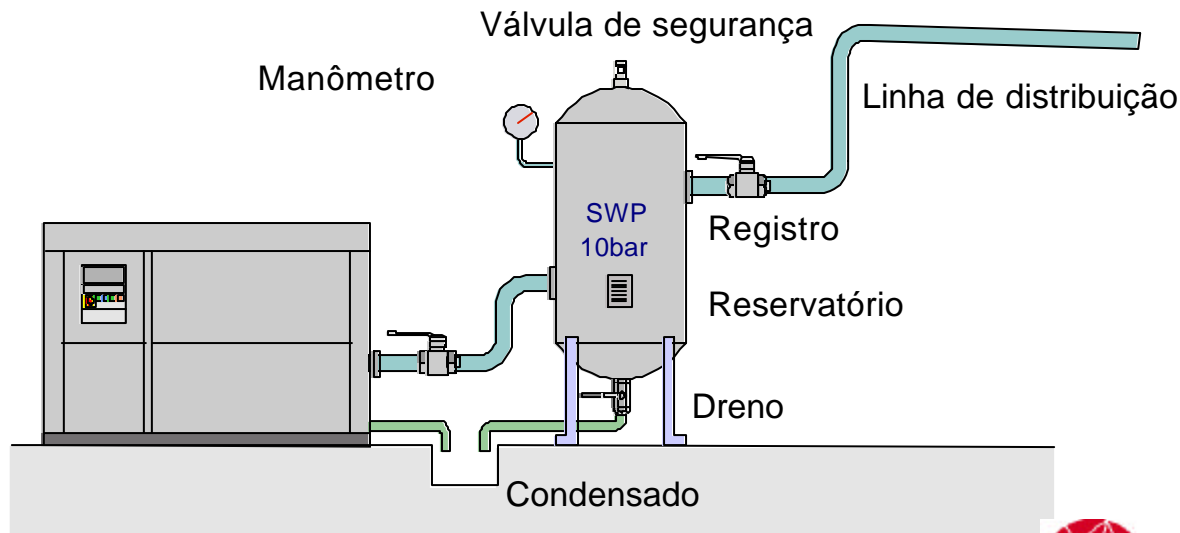 Válvula de segurança
Manômetro
Linha de distribuição
SWP
10bar
Registro
Reservatório
Dreno
Condensado